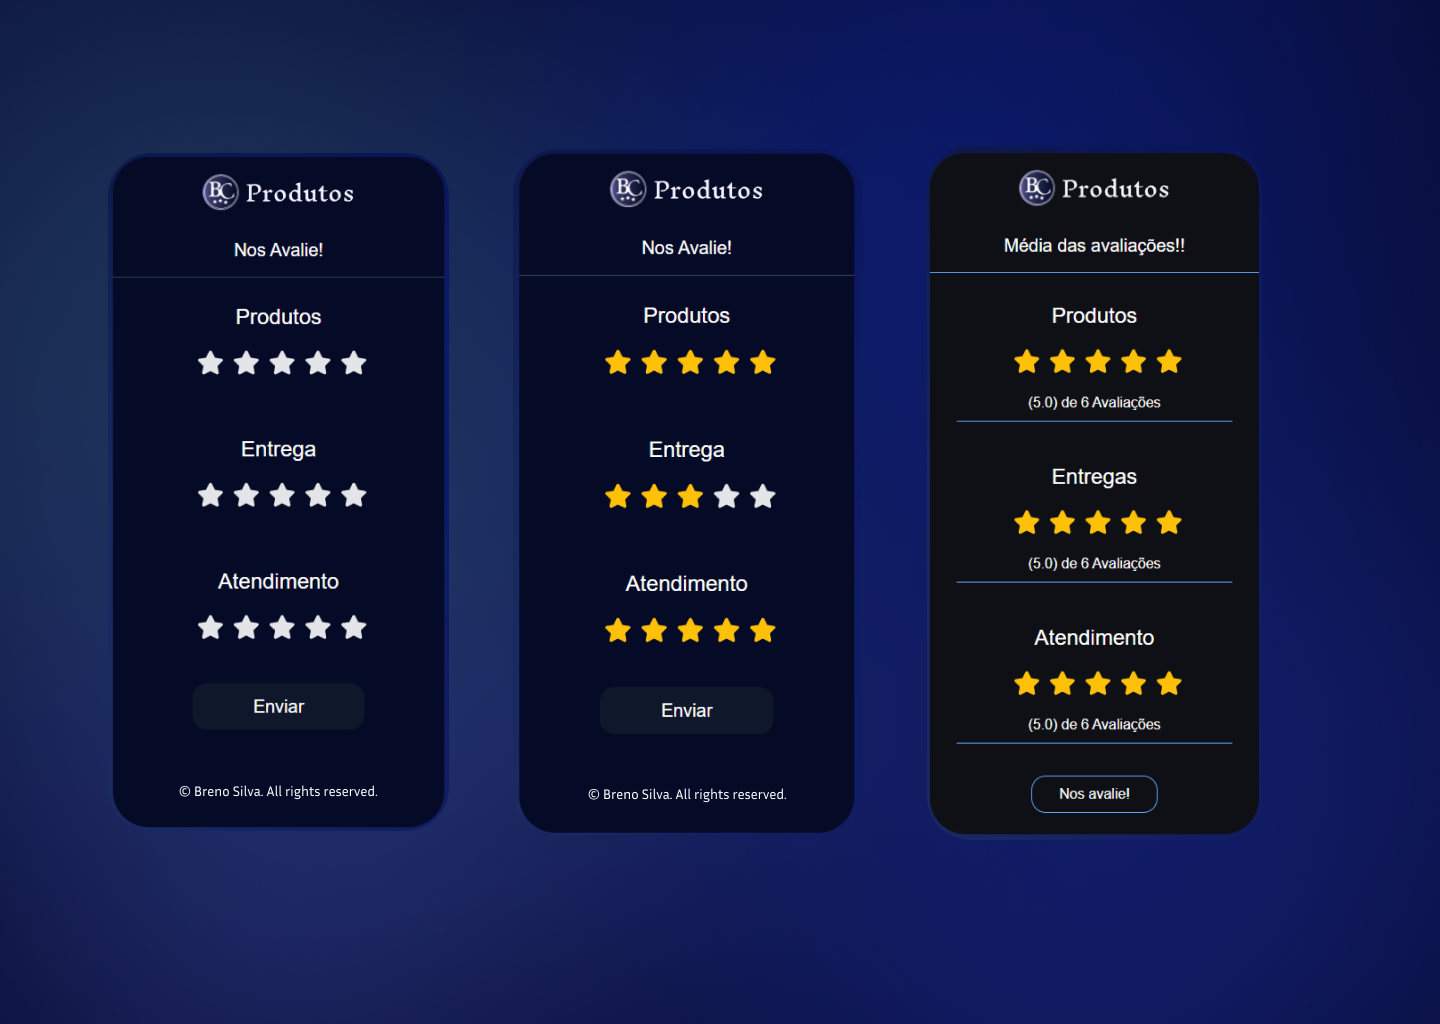 BC Produtos
Nos Avalie!
Produtos
Entrega
Atendimento
Enviar
© Breno Silva. All rights reserved.
BC Produtos
Nos Avalie!
Produtos
Entrega
Atendimento
Enviar
© Breno Silva. All rights reserved.
BC Produtos
Média das avaliações!!
Produtos
(5.0) de 6 Avaliações
Entregas
(5.0) de 6 Avaliações
Atendimento
(5.0) de 6 Avaliações
Nos avalie!